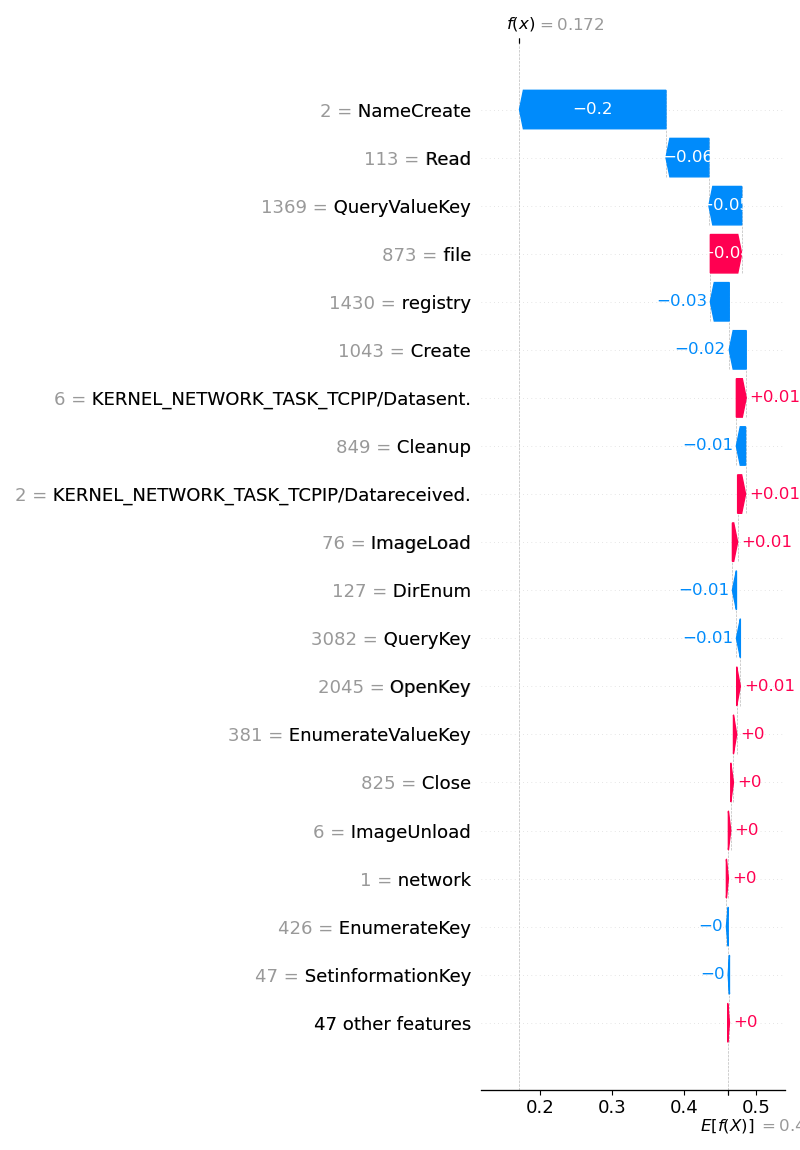 f(x) = 0.172
2 = NameCreate −0.2
113 = Read −0.06
1369 = QueryValueKey −0.05
873 = file
1430 = registry −0.03
1043 = Create −0.02
6 = KERNEL_NETWORK_TASK_TCPIP/Datasent. +0.01
849 = Cleanup −0.01
2 = KERNEL_NETWORK_TASK_TCPIP/Datareceived. +0.01
76 = ImageLoad +0.01
127 = DirEnum −0.01
3082 = QueryKey −0.01
2045 = OpenKey +0.01
381 = EnumerateValueKey +0
825 = Close +0
6 = ImageUnload +0
1 = network +0
426 = EnumerateKey −0
47 = SetinformationKey −0
47 other features +0
0.2 0.3 0.4 0.5
E[f(X)] = 0.4